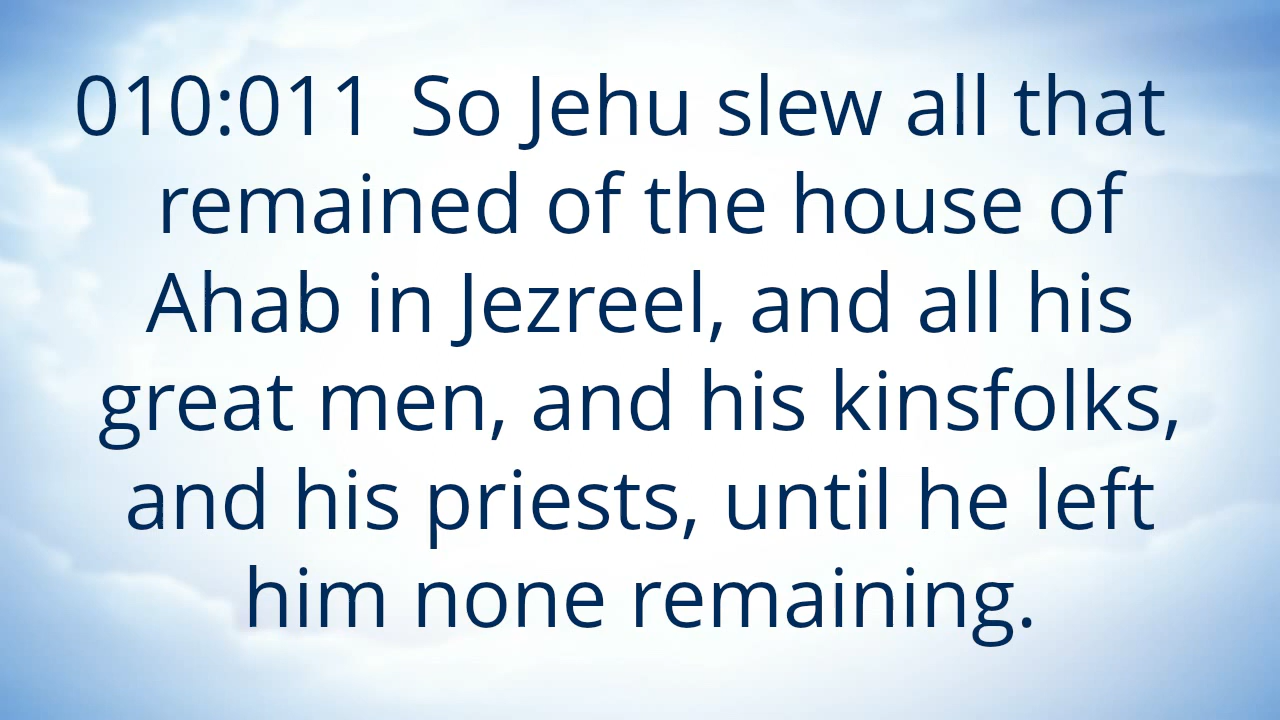 010:011  So Jehu slew all that
remained of the house of
Ahab in Jezreel, and all his
great men, and his kinsfolks,
and his priests, until he left
him none remaining.